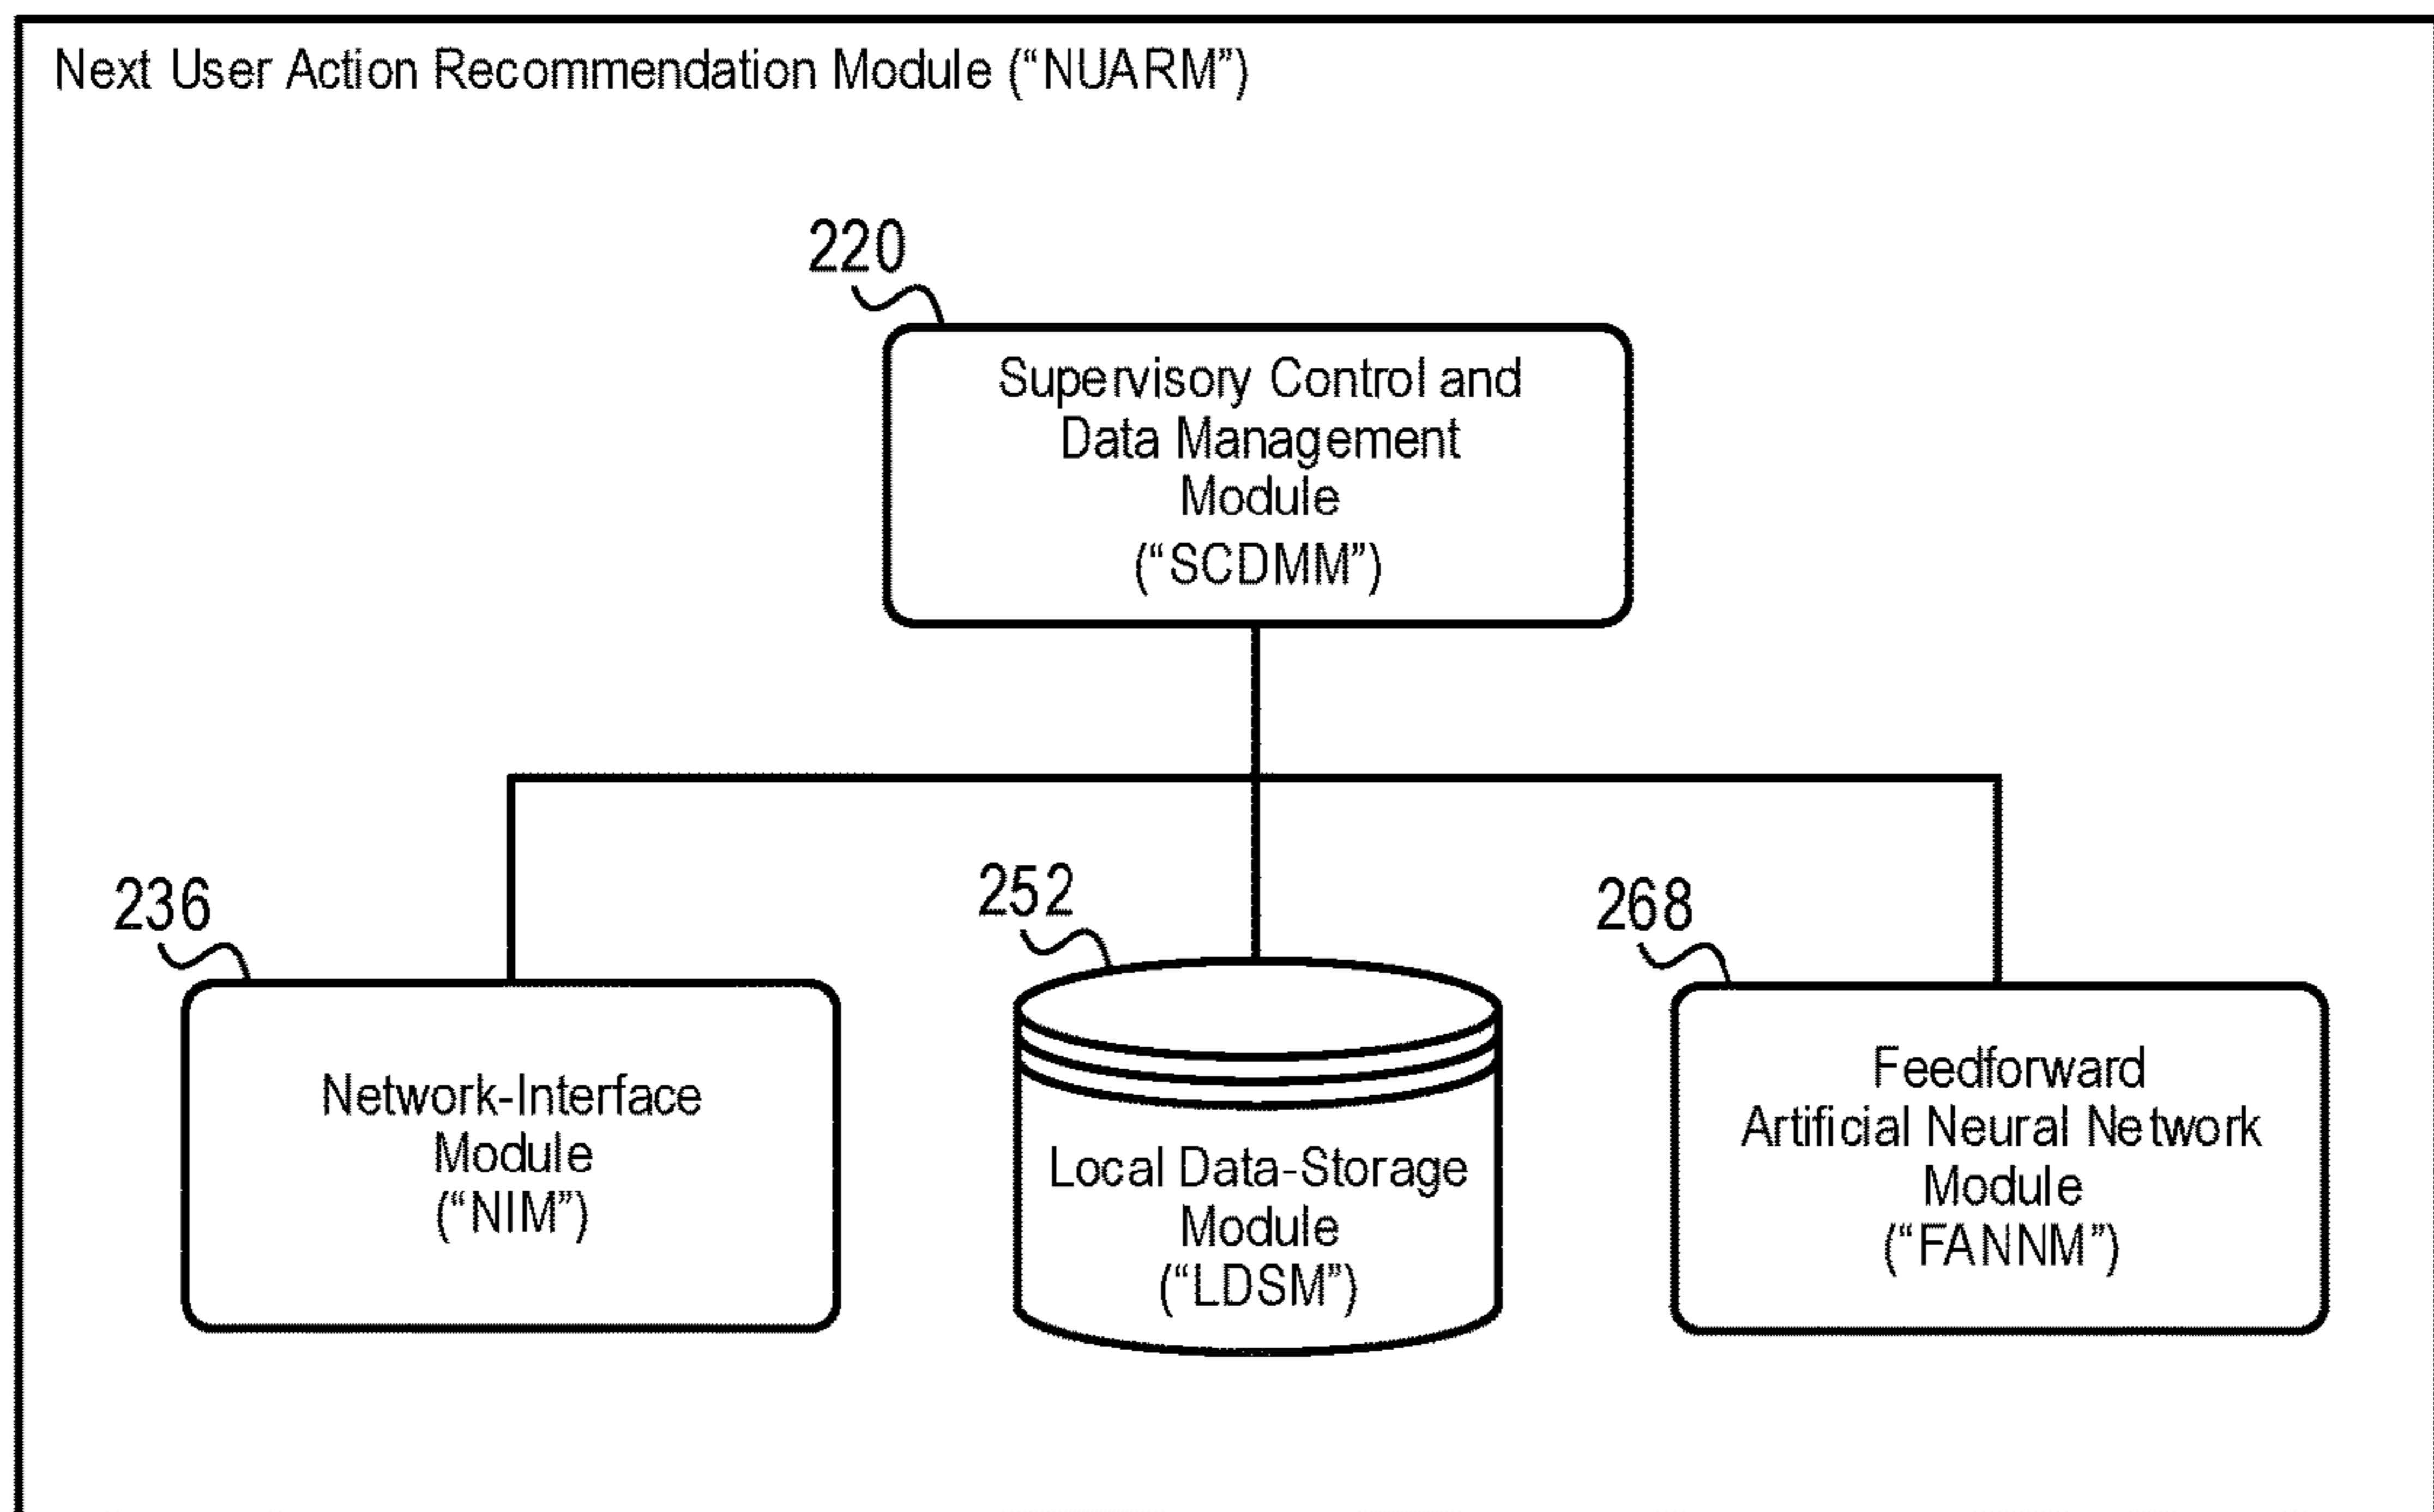 Next User Action Recommendation Module (“NUARM”)
220
Supervisory Control and
Data Management
Module
(“SCDMM”)
236
Network-Interface
Module
(“NIM”)
252
Local Data-Storage
Module
(“LDSM”)
268
Feedforward
Artificial Neural Network
Module
(“FANNM”)